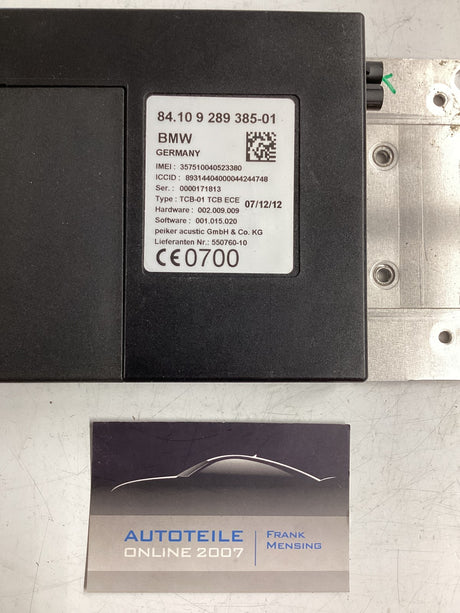 84.10 9 289 385-01
BMW
GERMANY
IMEI : 357510040523380
ICCID : 89314404000044244748
Ser. : 0000171813
Type : TCB-01 TCB ECE 07/12/12
Hardware : 002.009.009
Software : 001.015.020
peiker acustic GmbH & Co. KG
Lieferanten Nr.: 550760-10
CE 0700
AUTOTEILE
ONLINE 2007
FRANK
MENSING